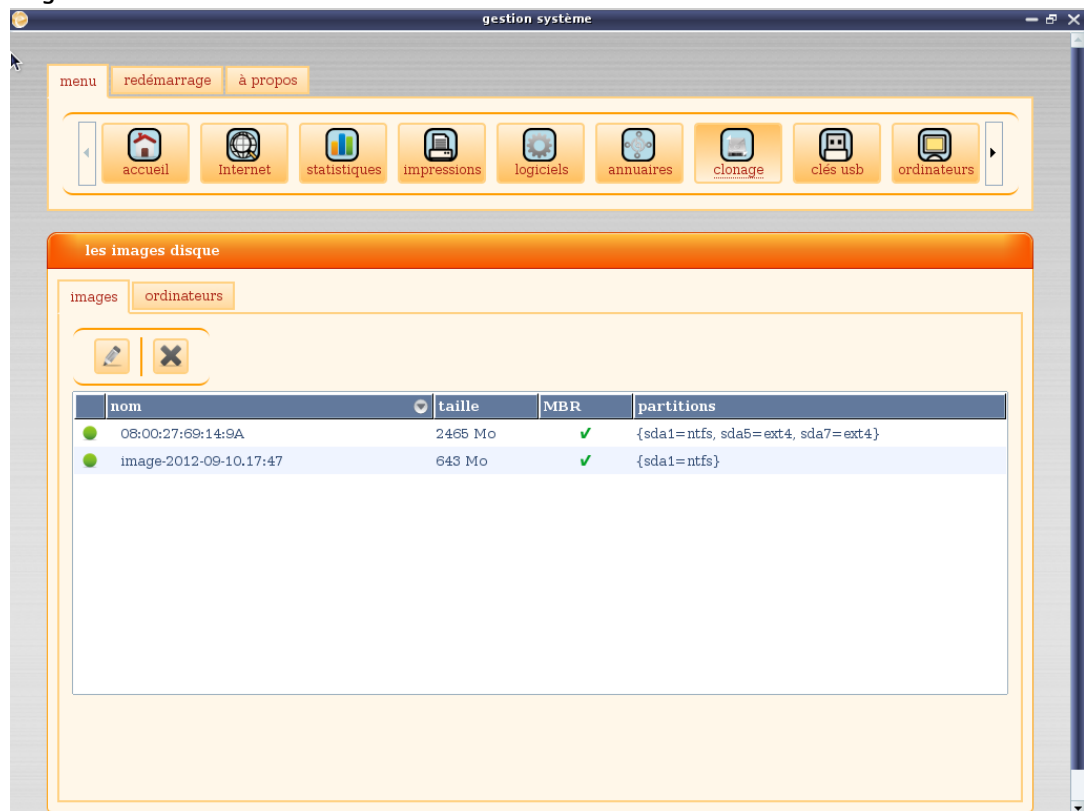 gestion système
menu redémarrage à propos
accueil Internet statistiques impressions logiciels annuaires clonage clés usb ordinateurs
les images disque
images ordinateurs
nom taille MBR partitions
08:00:27:69:14:9A 2465 Mo ✔ {sda1=ntfs, sda5=ext4, sda7=ext4}
image-2012-09-10.17:47 643 Mo ✔ {sda1=ntfs}